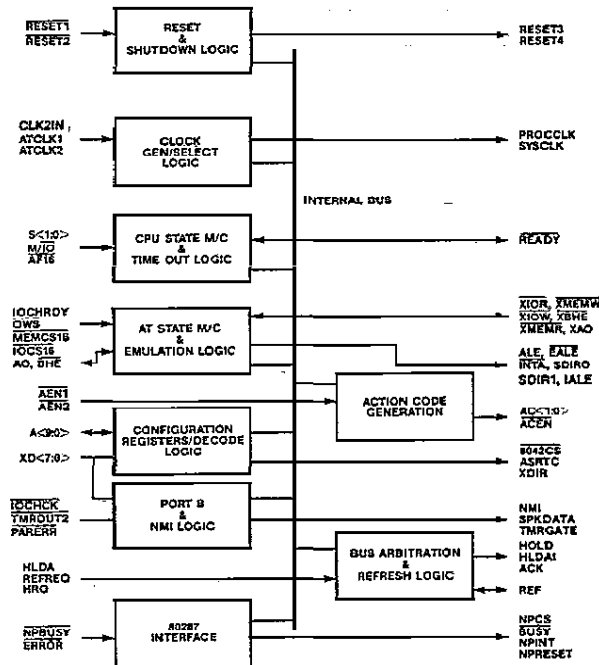 RESET1
RESET2
RESET
&
SHUTDOWN LOGIC
RESET3
RESET4
CLK2IN
ATCLK1
ATCLK2
CLOCK
GEN/SELECT
LOGIC
PROCCLK
SYSCLK
INTERNAL BUS
S<1:0>
M/IO
AF16
CPU STATE M/C
&
TIME OUT LOGIC
READY
IOCHRDY
OWS
MEMCS16
IOCS16
AO, BHE
AT STATE M/C
&
EMULATION LOGIC
XIOR, XMEMW
XIOW, XBHE
XMEMR, XAO
ALE, EALE
INTA, SDIRO
SDIR1, IALE
AEN1
AEN2
ACTION CODE
GENERATION
AC<1:0>
ACEN
A<9:0>
XD<7:0>
CONFIGURATION
REGISTERS/DECODE
LOGIC
8042CS
ASRTC
XDIR
IOCHCK
TMROUT2
PARERR
PORT B
&
NMI LOGIC
NMI
SPKDATA
TMRGATE
HLDA
REFREQ
HRQ
BUS ARBITRATION
&
REFRESH LOGIC
HOLD
HLDA1
ACK
REF
NPBUSY
ERROR
80287
INTERFACE
NPCS
BUSY
NPINT
NPRESET